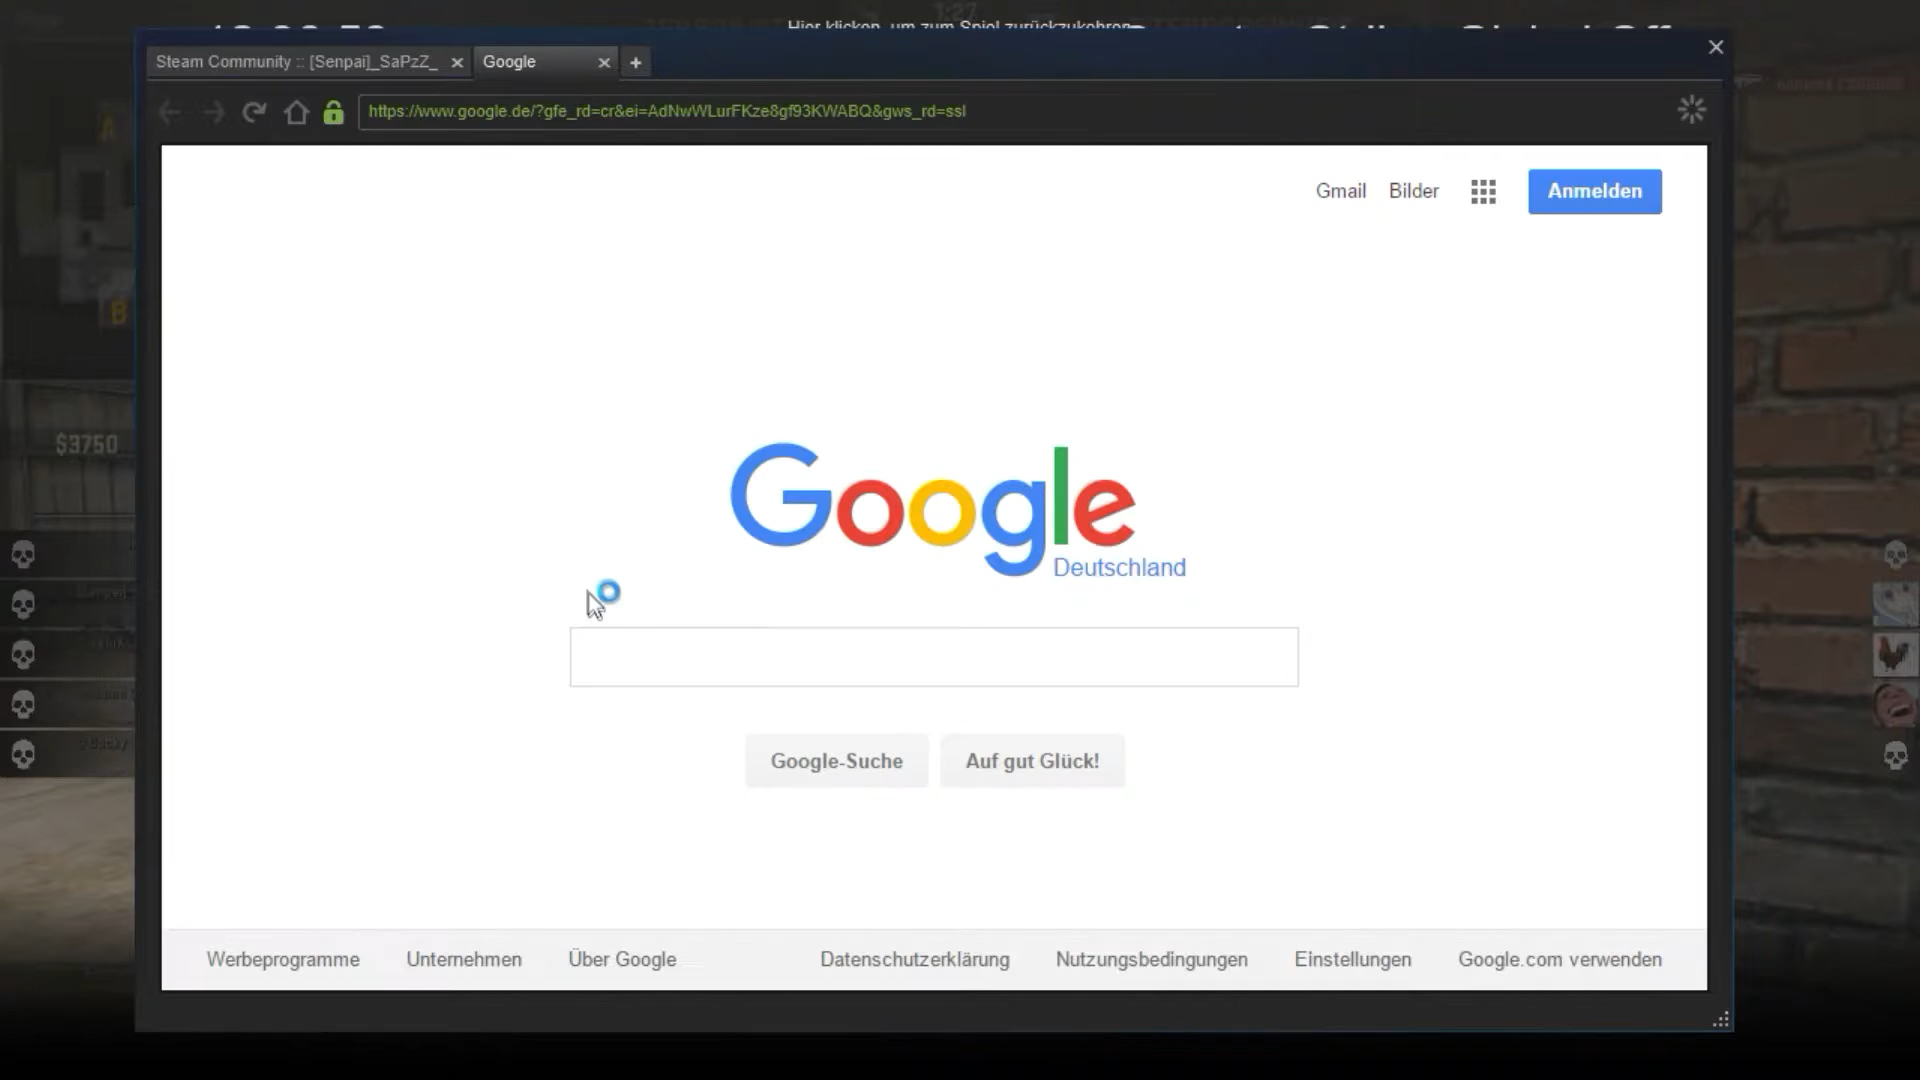 1:27
Hier klicken, um zum Spiel zurückzukehren
Steam Community :: [Senpai]_SaPzZ_
Google
https://www.google.de/?gfe_rd=cr&ei=AdNwWLurFKze8gf93KWABQ&gws_rd=ssl
Gmail Bilder Anmelden
A
B
$3750
Google
Deutschland
Google-Suche Auf gut Glück!
Werbeprogramme Unternehmen Über Google Datenschutzerklärung Nutzungsbedingungen Einstellungen Google.com verwenden